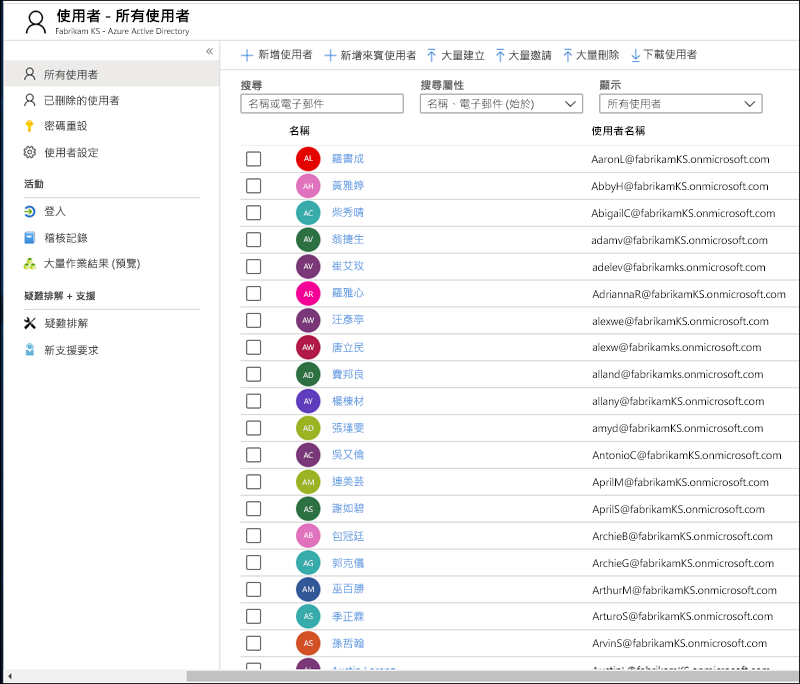 使用者 - 所有使用者
Fabrikam KS - Azure Active Directory
«
所有使用者
已刪除的使用者
密碼重設
使用者設定
活動
登入
稽核記錄
大量作業結果 (預覽)
疑難排解 + 支援
疑難排解
新支援要求
新增使用者 新增來賓使用者 大量建立 大量邀請 大量刪除 下載使用者
搜尋 搜尋屬性 顯示
名稱或電子郵件 名稱、電子郵件 (始於) 所有使用者
名稱 使用者名稱
AL 羅書成 AaronL@fabrikamKS.onmicrosoft.com
AH 黃雅婷 AbbyH@fabrikamKS.onmicrosoft.com
AC 柴秀晴 AbigailC@fabrikamKS.onmicrosoft.com
AV 翁捷生 adamv@fabrikamKS.onmicrosoft.com
AV 崔艾玫 adelev@fabrikamks.onmicrosoft.com
AR 羅雅心 AdriannaR@fabrikamKS.onmicrosoft.com
AW 汪彥亭 alexwe@fabrikamKS.onmicrosoft.com
AW 唐立民 alexw@fabrikamks.onmicrosoft.com
AD 費邦良 alland@fabrikamks.onmicrosoft.com
AY 楊棟材 allany@fabrikamKS.onmicrosoft.com
AD 張瑾雯 amyd@fabrikamKS.onmicrosoft.com
AC 吳又倫 AntonioC@fabrikamKS.onmicrosoft.com
AM 連美芸 AprilM@fabrikamKS.onmicrosoft.com
AS 謝如碧 AprilS@fabrikamKS.onmicrosoft.com
AB 包冠廷 ArchieB@fabrikamKS.onmicrosoft.com
AG 郭克儀 ArchieG@fabrikamKS.onmicrosoft.com
AM 巫百勝 ArthurM@fabrikamKS.onmicrosoft.com
AS 季正霖 ArturoS@fabrikamKS.onmicrosoft.com
AS 孫哲翰 ArvinS@fabrikamKS.onmicrosoft.com